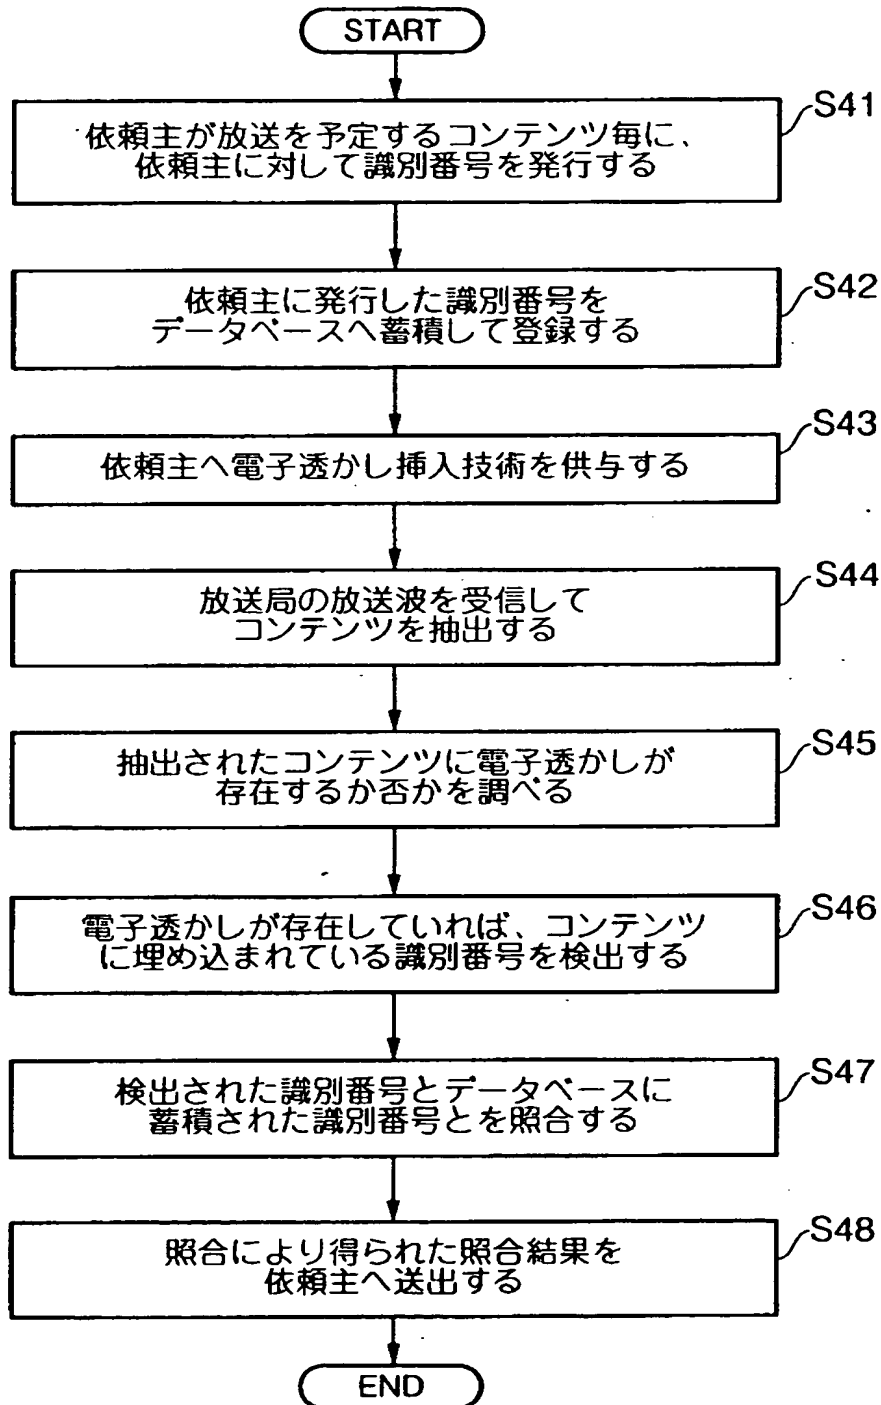 START
S41
依頼主が放送を予定するコンテンツ毎に、
依頼主に対して識別番号を発行する
S42
依頼主に発行した識別番号を
データベースへ蓄積して登録する
S43
依頼主へ電子透かし挿入技術を供与する
S44
放送局の放送波を受信して
コンテンツを抽出する
S45
抽出されたコンテンツに電子透かしが
存在するか否かを調べる
S46
電子透かしが存在していれば、コンテンツ
に埋め込まれている識別番号を検出する
S47
検出された識別番号とデータベースに
蓄積された識別番号とを照合する
S48
照合により得られた照合結果を
依頼主へ送出する
END